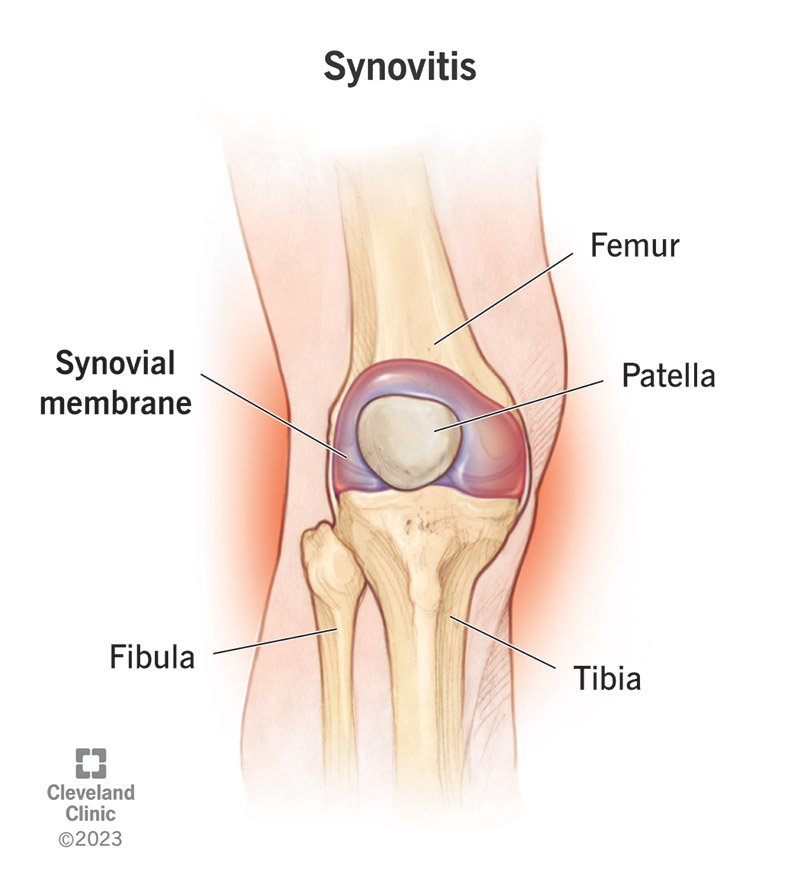 Synovitis
Femur
Synovial
membrane
Patella
Fibula
Tibia
Cleveland
Clinic
©2023